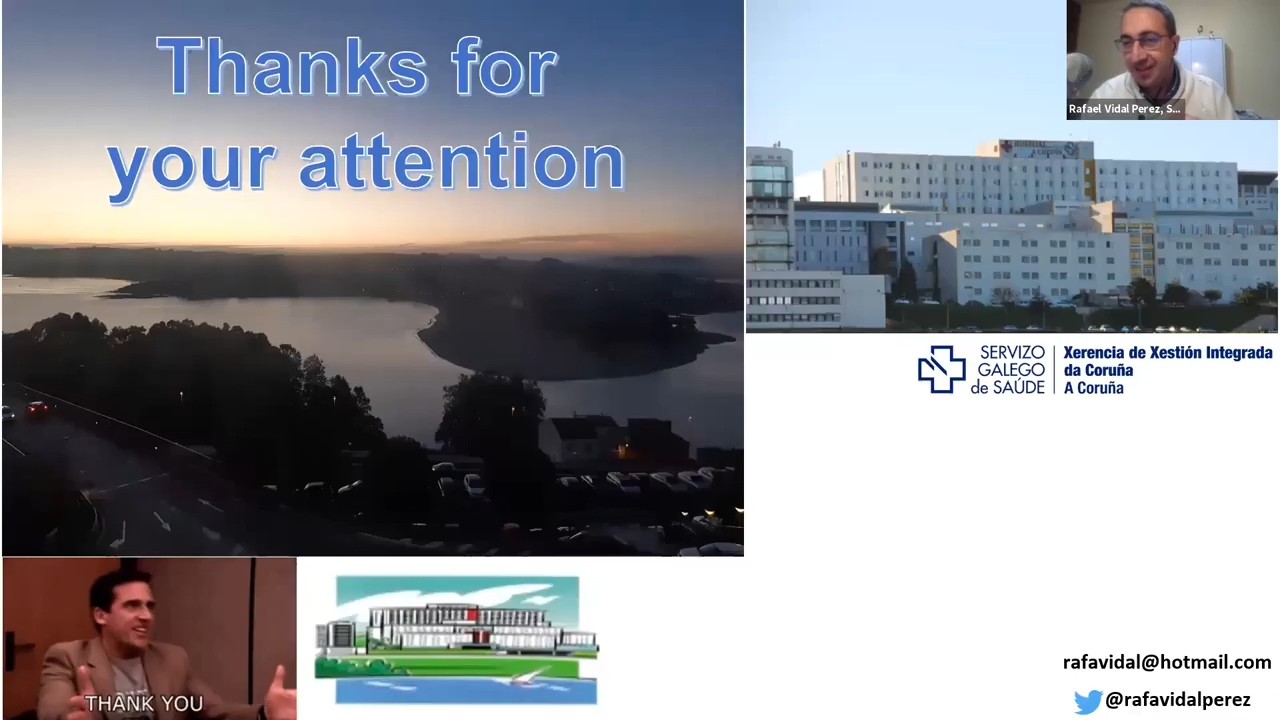 Thanks for
your attention
Rafael Vidal Perez, S...
SERVIZO
GALEGO
de SAÚDE
Xerencia de Xestión Integrada
da Coruña
A Coruña
THANK YOU
rafavidal@hotmail.com
@rafavidalperez